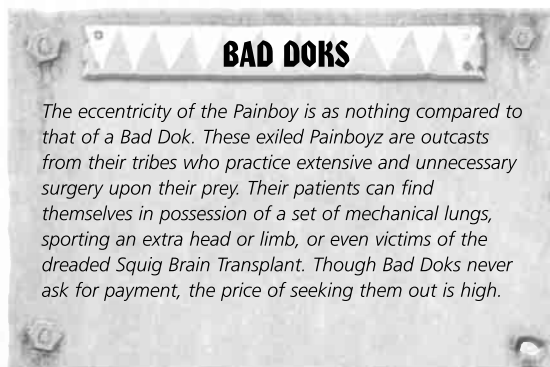 BAD DOKS
The eccentricity of the Painboy is as nothing compared to
that of a Bad Dok. These exiled Painboyz are outcasts
from their tribes who practice extensive and unnecessary
surgery upon their prey. Their patients can find
themselves in possession of a set of mechanical lungs,
sporting an extra head or limb, or even victims of the
dreaded Squig Brain Transplant. Though Bad Doks never
ask for payment, the price of seeking them out is high.